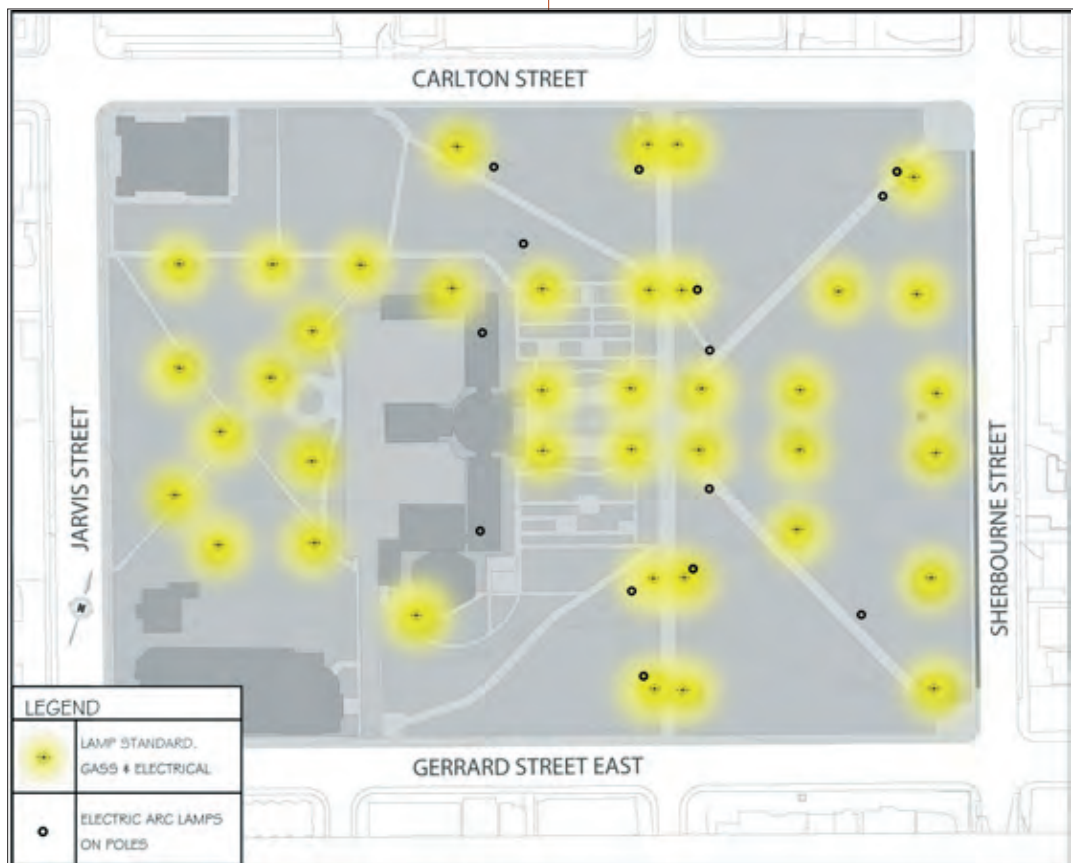 CARLTON STREET
JARVIS STREET
SHERBOURNE STREET
N
GERRARD STREET EAST
LEGEND
LAMP STANDARD.
GASS & ELECTRICAL
ELECTRIC ARC LAMPS
ON POLES